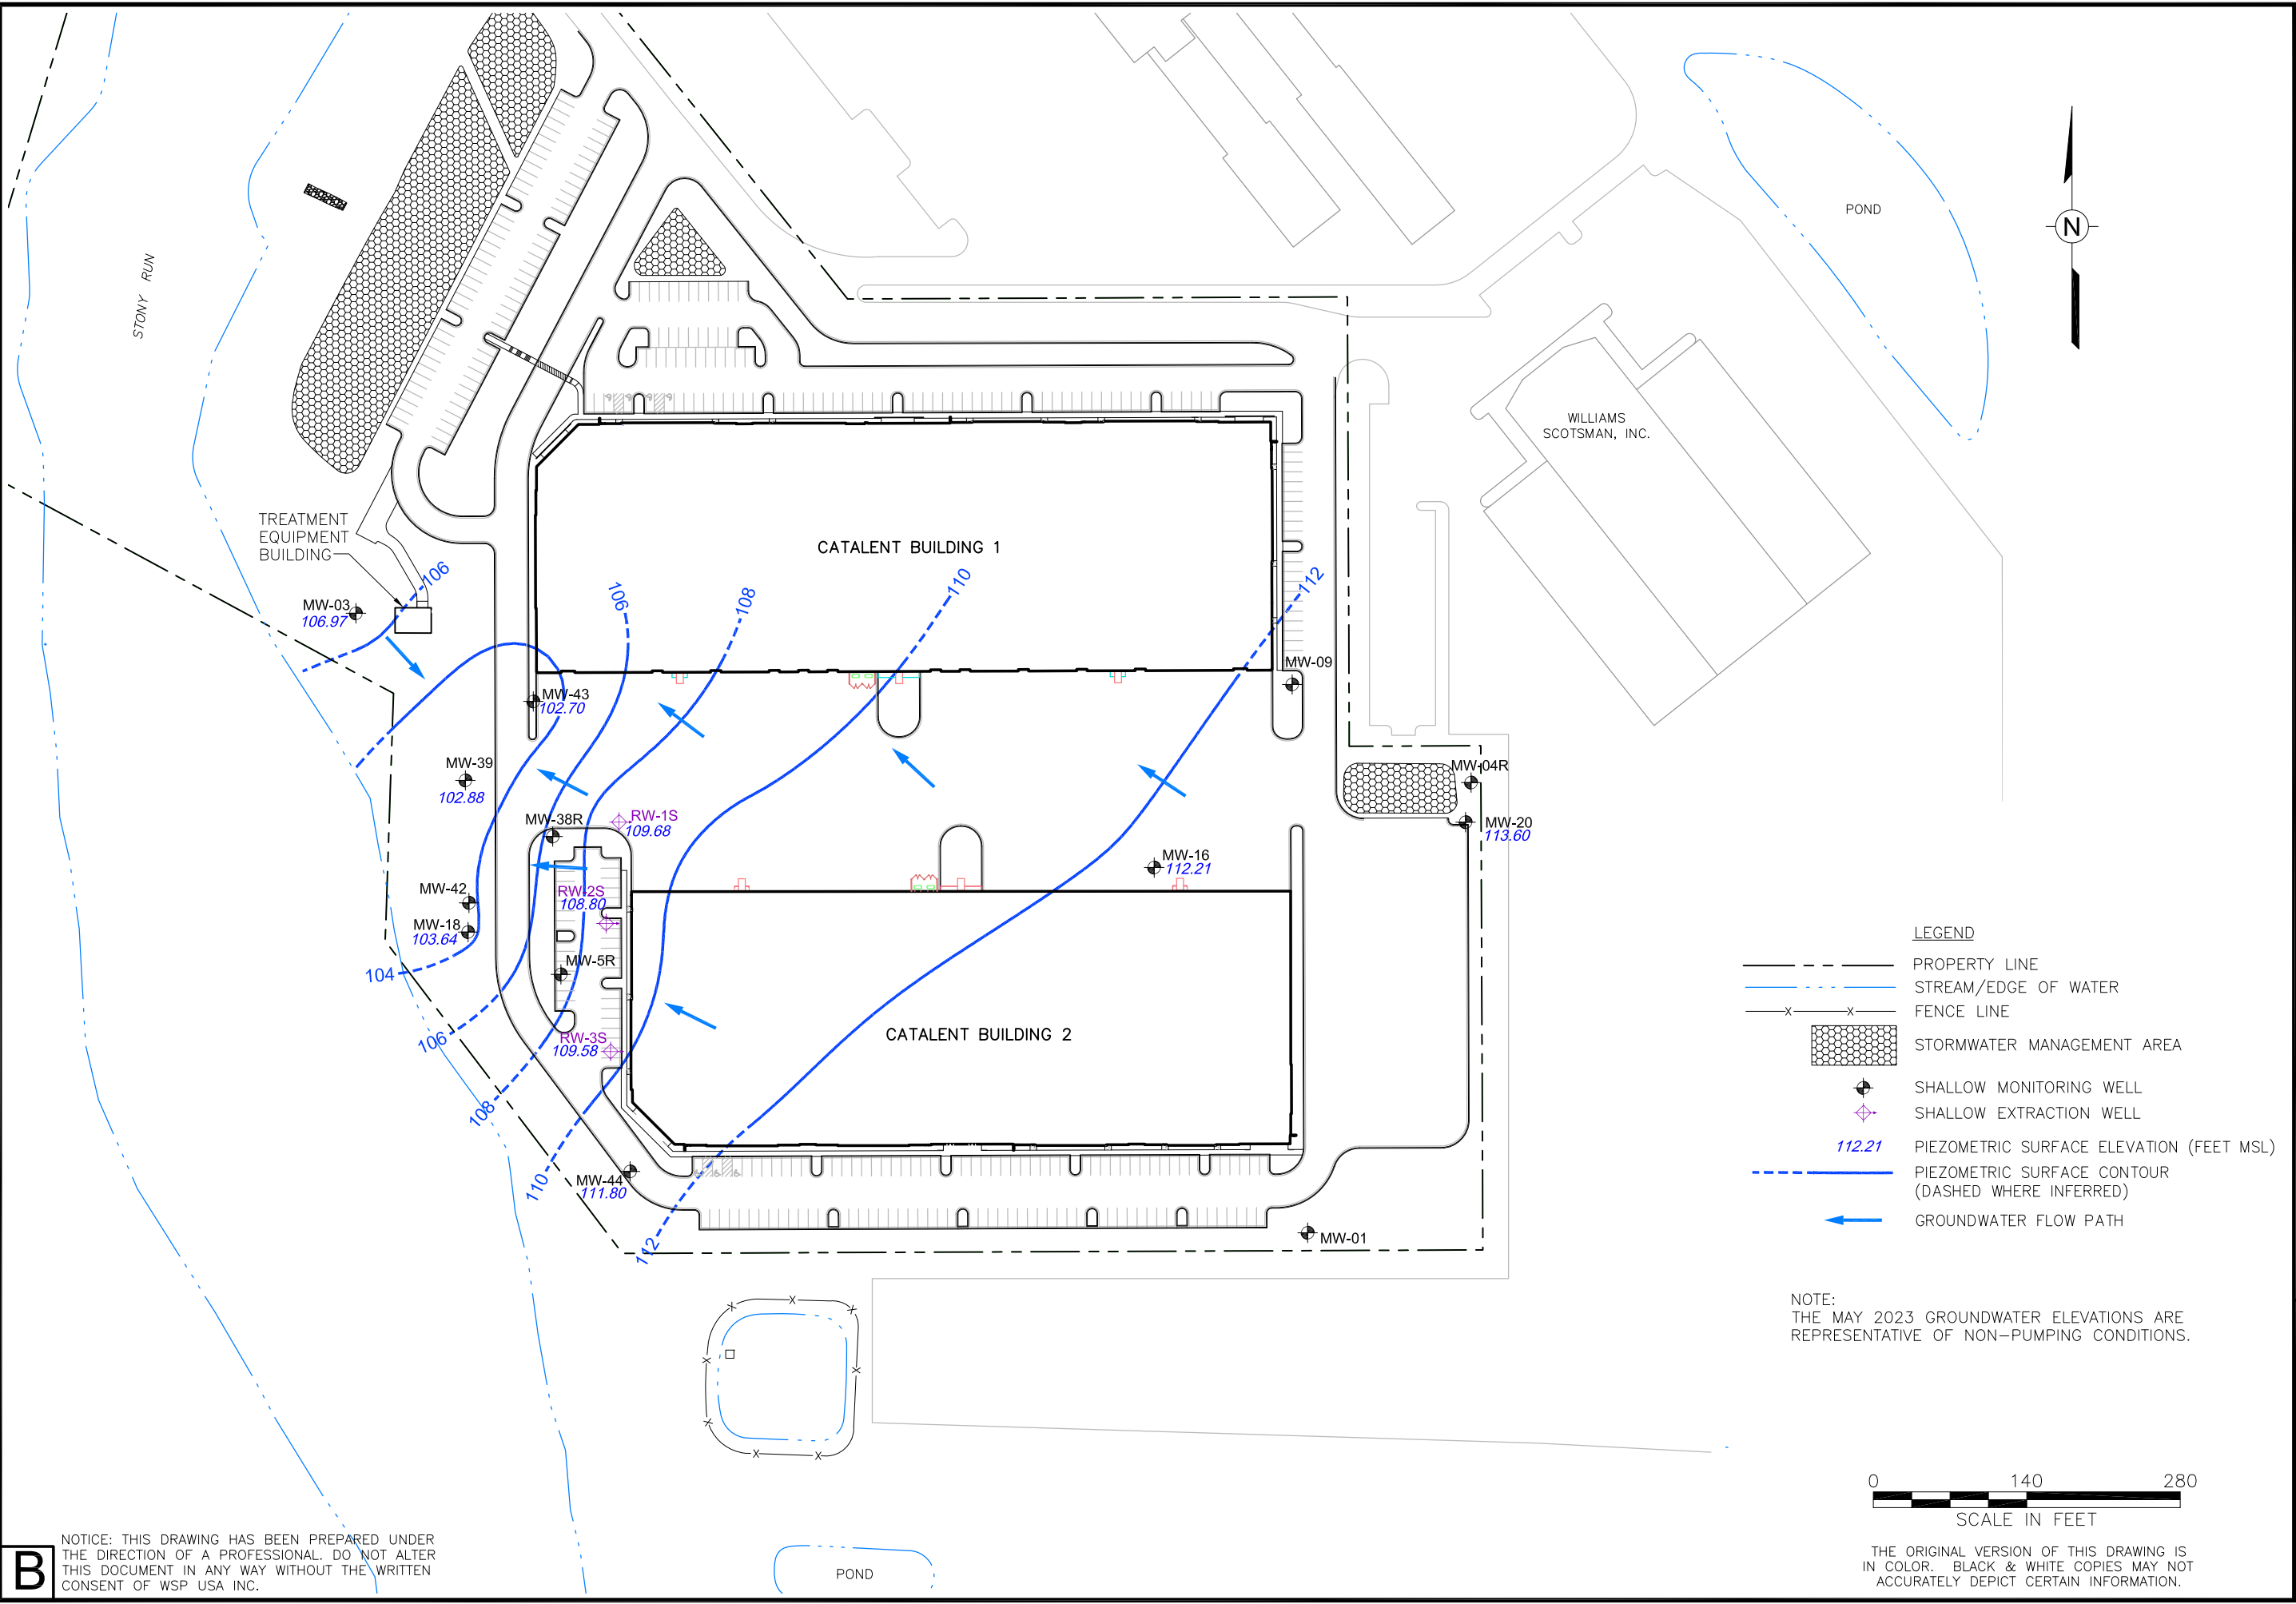 POND
STONY RUN
WILLIAMS
SCOTSMAN, INC.
N
TREATMENT
EQUIPMENT
BUILDING
CATALENT BUILDING 1
106
106
108
110
112
MW-03
106.97
MW-09
MW-43
102.70
MW-39
102.88
MW-04R
MW-20
113.60
MW-38R
RW-1S
109.68
MW-16
112.21
MW-42
RW-2S
108.80
MW-18
103.64
104
MW-5R
106
RW-3S
109.58
CATALENT BUILDING 2
108
110
MW-44
111.80
112
MW-01
LEGEND
PROPERTY LINE
STREAM/EDGE OF WATER
X X FENCE LINE
STORMWATER MANAGEMENT AREA
SHALLOW MONITORING WELL
SHALLOW EXTRACTION WELL
112.21 PIEZOMETRIC SURFACE ELEVATION (FEET MSL)
PIEZOMETRIC SURFACE CONTOUR
(DASHED WHERE INFERRED)
GROUNDWATER FLOW PATH
NOTE:
THE MAY 2023 GROUNDWATER ELEVATIONS ARE
REPRESENTATIVE OF NON-PUMPING CONDITIONS.
X X X
X X
X
X X
0 140 280
SCALE IN FEET
THE ORIGINAL VERSION OF THIS DRAWING IS
IN COLOR. BLACK & WHITE COPIES MAY NOT
ACCURATELY DEPICT CERTAIN INFORMATION.
POND
B
NOTICE: THIS DRAWING HAS BEEN PREPARED UNDER
THE DIRECTION OF A PROFESSIONAL. DO NOT ALTER
THIS DOCUMENT IN ANY WAY WITHOUT THE WRITTEN
CONSENT OF WSP USA INC.